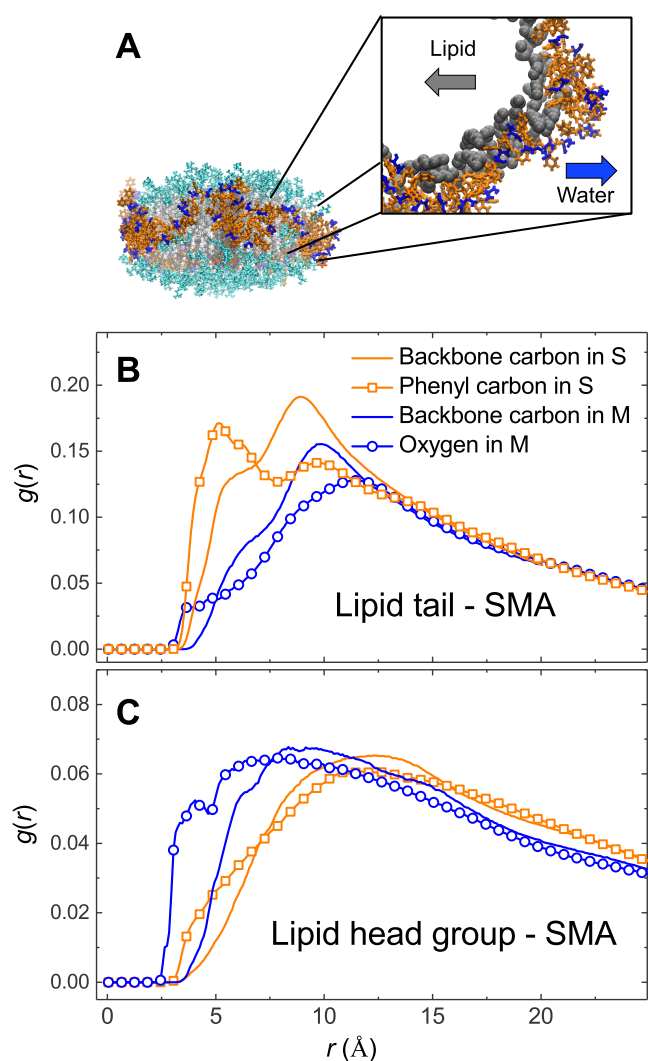 A
Lipid
Water
B
Backbone carbon in S
Phenyl carbon in S
Backbone carbon in M
Oxygen in M
0.20
0.15
0.10
0.05
0.00
g(r)
Lipid tail - SMA
C
0.08
0.06
0.04
0.02
0.00
g(r)
Lipid head group - SMA
0 5 10 15 20
r (Å)